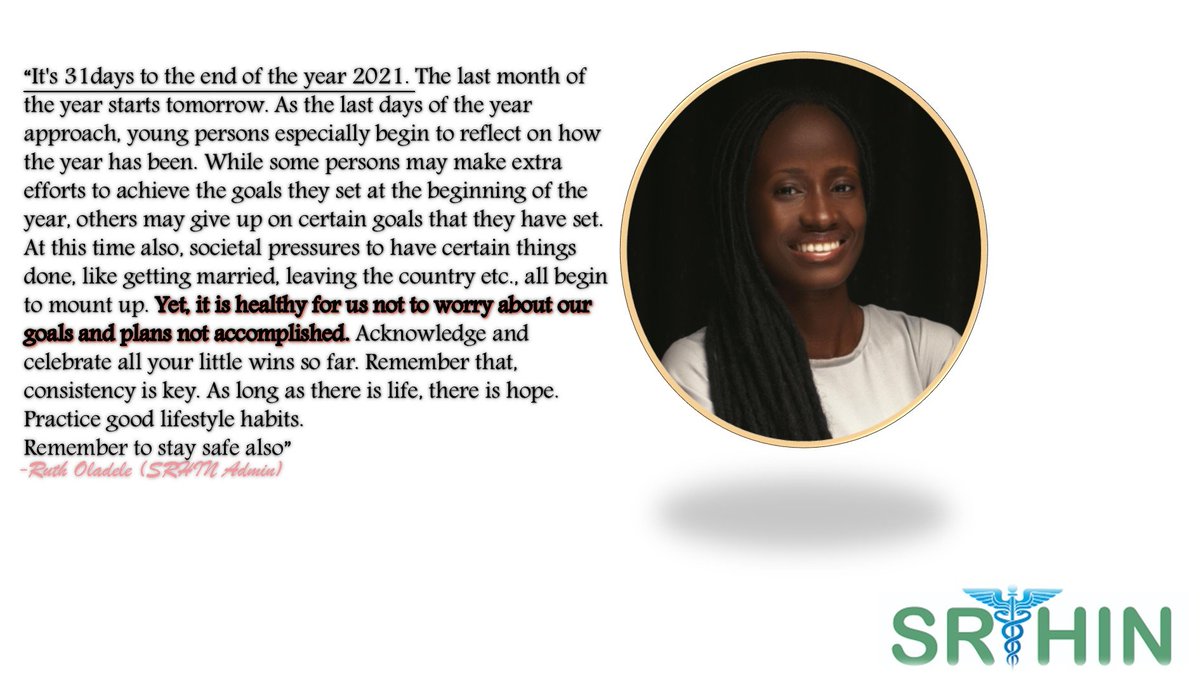 “It's 31days to the end of the year 2021. The last month of
the year starts tomorrow. As the last days of the year
approach, young persons especially begin to reflect on how
the year has been. While some persons may make extra
efforts to achieve the goals they set at the beginning of the
year, others may give up on certain goals that they have set.
At this time also, societal pressures to have certain things
done, like getting married, leaving the country etc., all begin
to mount up. Yet, it is healthy for us not to worry about our
goals and plans not accomplished. Acknowledge and
celebrate all your little wins so far. Remember that,
consistency is key. As long as there is life, there is hope.
Practice good lifestyle habits.
Remember to stay safe also”
-Ruth Oladele (SRHIN Admin)
SRHIN